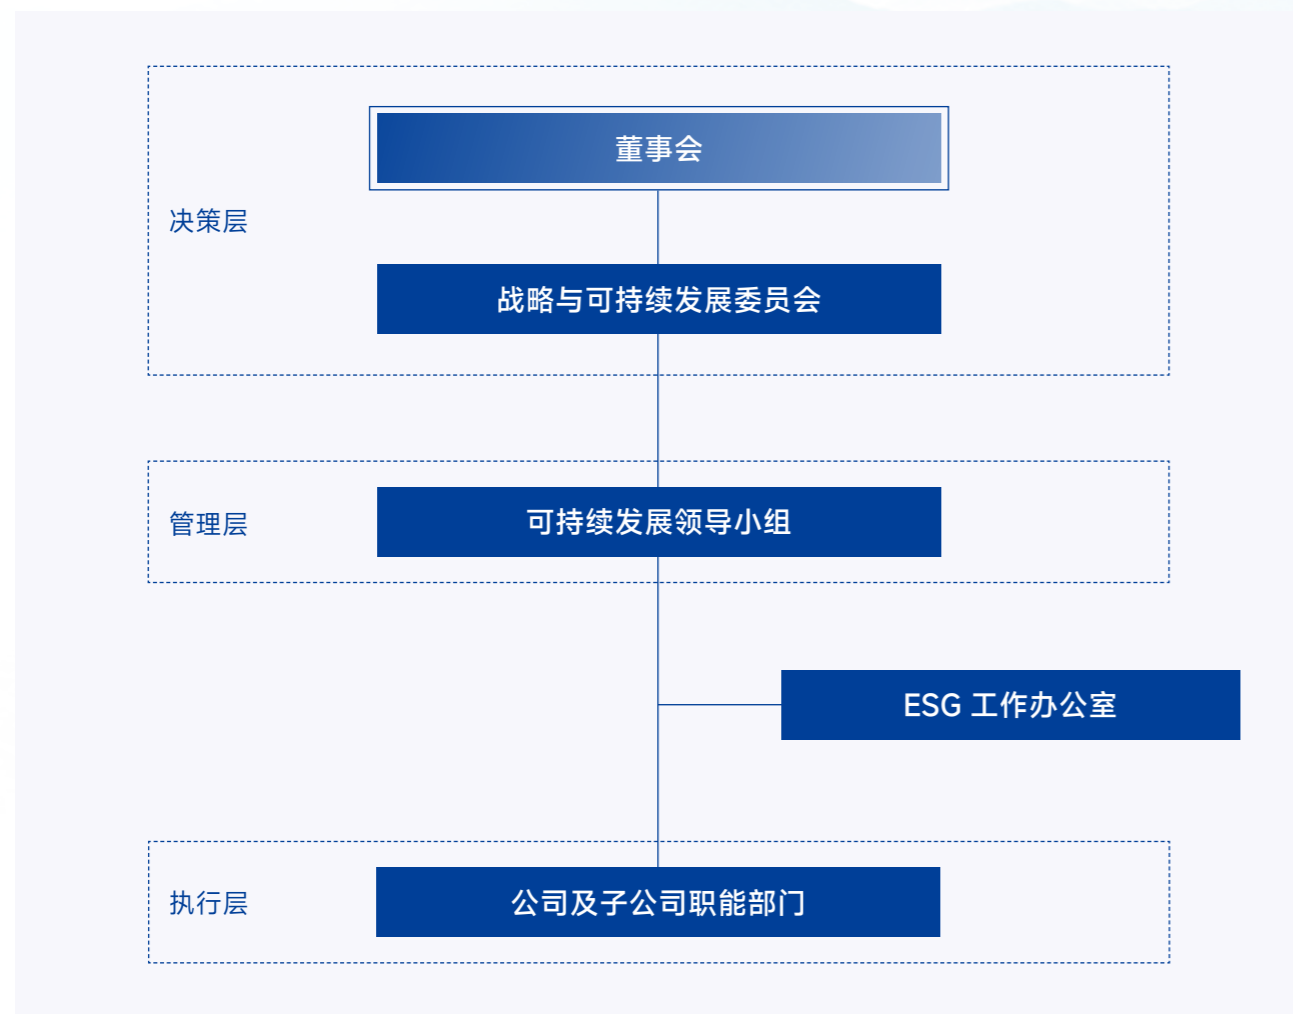 董事会
决策层
战略与可持续发展委员会
管理层
可持续发展领导小组
ESG 工作办公室
执行层
公司及子公司职能部门